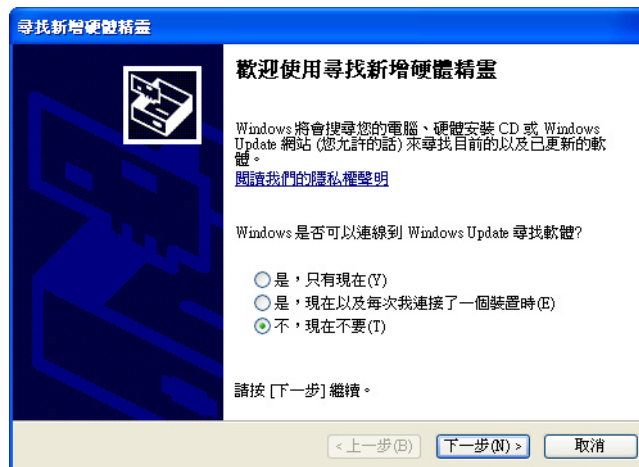 尋找新增硬體精靈
歡迎使用尋找新增硬體精靈
Windows 將會搜尋您的電腦、硬體安裝 CD 或 Windows
Update 網站 (您允許的話) 來尋找目前的以及已更新的軟
體。
閱讀我們的隱私權聲明
Windows 是否可以連線到 Windows Update 尋找軟體?
是，只有現在(Y)
是，現在以及每次我連接了一個裝置時(E)
不，現在不要(T)
請按 [下一步] 繼續。
< 上一步(B) 下一步(N) > 取消